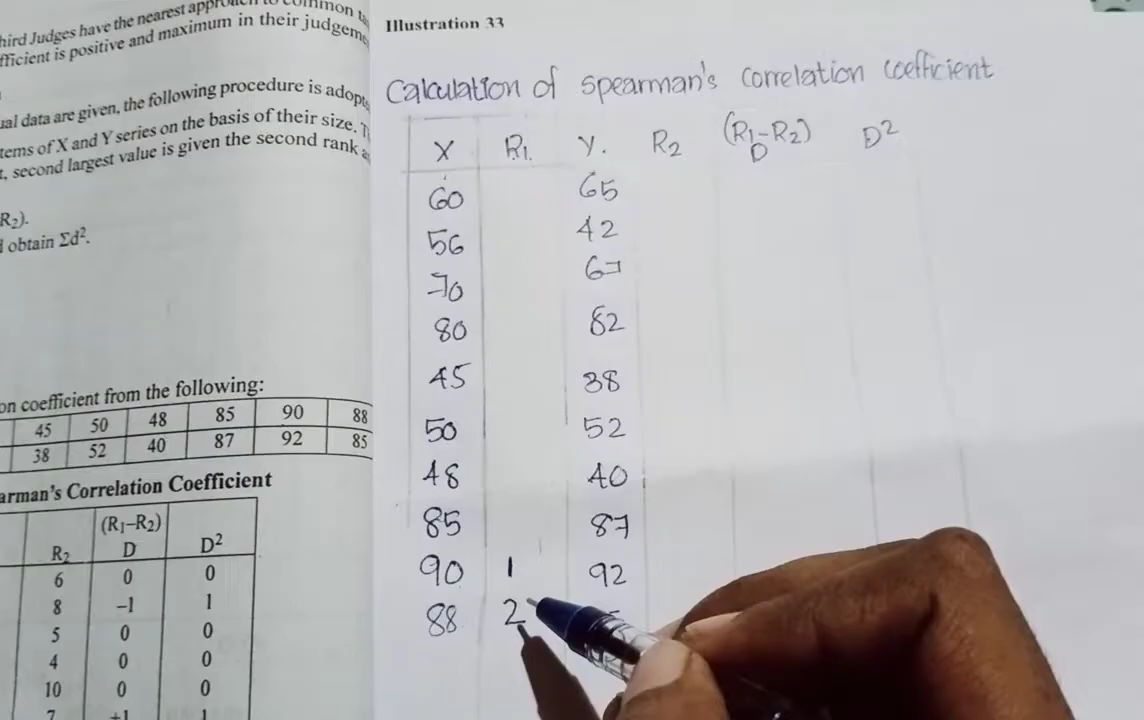 hird Judges have the nearest approach to common
fficient is positive and maximum in their judgeme
ual data are given, the following procedure is adopt
tems of X and Y series on the basis of their size.
t, second largest value is given the second rank
R₂).
obtain Σd².
on coefficient from the following:
45 50 48 85 90 88
38 52 40 87 92 85
arman's Correlation Coefficient
R₂ (R₁–R₂) D D²
6 0 0
8 –1 1
5 0 0
4 0 0
10 0 0
7 +1 1
Illustration 33
Calculation of Spearman's correlation coefficient
X R₁. Y. R₂ (R₁-R₂) D D²
60 65
56 42
70 67
80 82
45 38
50 52
48 40
85 87
90 1 92
88 2